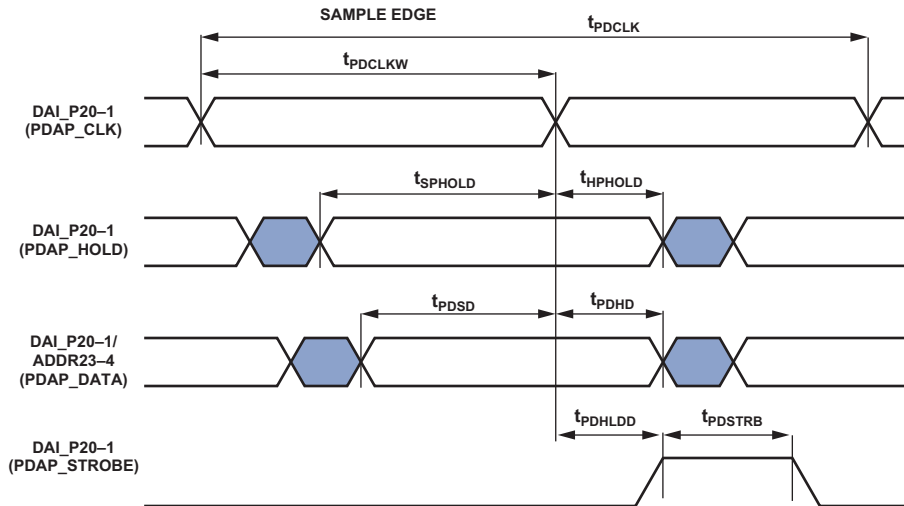 SAMPLE EDGE
tPDCLK
tPDCLKW
DAI_P20–1
(PDAP_CLK)
tSPHOLD
tHPHOLD
DAI_P20–1
(PDAP_HOLD)
tPDSD
tPDHD
DAI_P20–1/
ADDR23–4
(PDAP_DATA)
tPDHLDD
tPDSTRB
DAI_P20–1
(PDAP_STROBE)